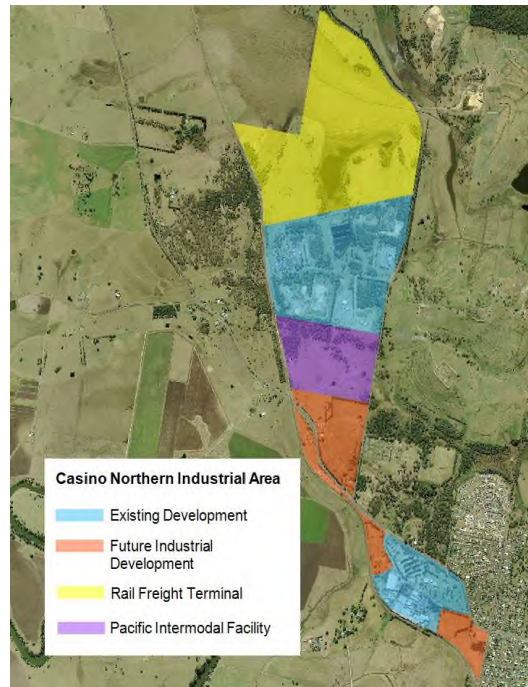 Casino Northern Industrial Area
Existing Development
Future Industrial
Development
Rail Freight Terminal
Pacific Intermodal Facility